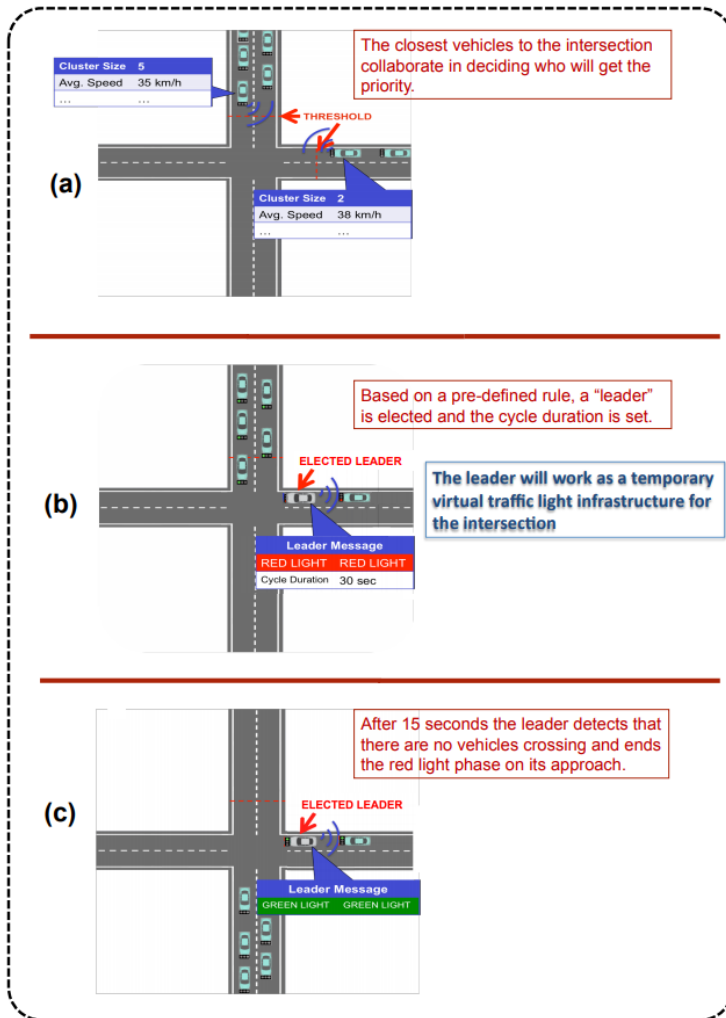 The closest vehicles to the intersection
collaborate in deciding who will get the
priority.
Cluster Size 5
Avg. Speed 35 km/h
... ...
THRESHOLD
(a)
Cluster Size 2
Avg. Speed 38 km/h
... ...
Based on a pre-defined rule, a “leader”
is elected and the cycle duration is set.
ELECTED LEADER
The leader will work as a temporary
virtual traffic light infrastructure for
the intersection
(b)
Leader Message
RED LIGHT RED LIGHT
Cycle Duration 30 sec
After 15 seconds the leader detects that
there are no vehicles crossing and ends
the red light phase on its approach.
(c)
ELECTED LEADER
Leader Message
GREEN LIGHT GREEN LIGHT